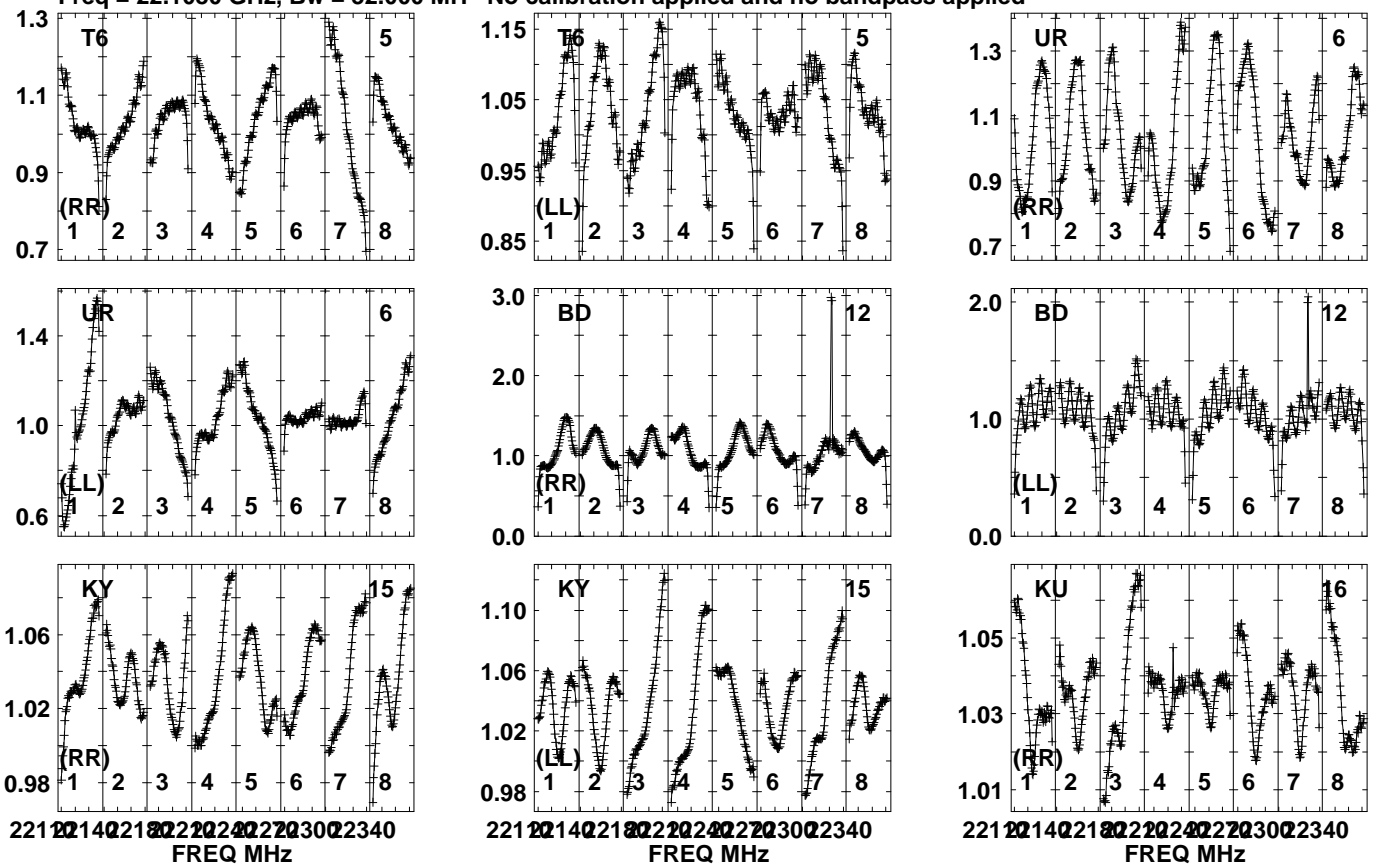 No calibration applied and no bandpass applied
1.3 T6 5 1.15 T6 5 UR 6
1.3
1.1 1.05 1.1
0.9 0.95 0.9
(RR) (LL) (RR)
1 2 3 4 5 6 7 8 1 2 3 4 5 6 7 8 1 2 3 4 5 6 7 8
0.7 0.85 0.7
UR 6 3.0 BD 12 2.0 BD 12
1.4
2.0
1.0 1.0 1.0
(LL) (RR) (LL)
1 2 3 4 5 6 7 8 1 2 3 4 5 6 7 8 1 2 3 4 5 6 7 8
0.6 0.0 0.0
KY 15 KY 15 KU 16
1.10
1.06 1.06 1.05
1.02 1.02 1.03
(RR) (LL) (RR)
0.98 1 2 3 4 5 6 7 8 0.98 1 2 3 4 5 6 7 8 1.01 1 2 3 4 5 6 7 8
FREQ MHz FREQ MHz FREQ MHz